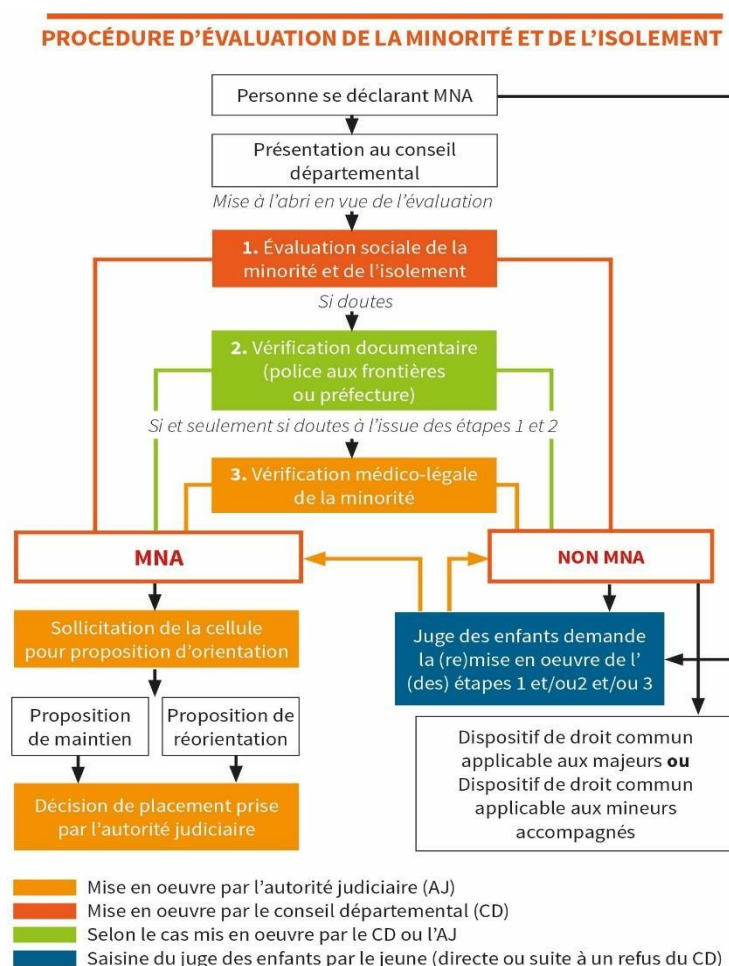 PROCÉDURE D'ÉVALUATION DE LA MINORITÉ ET DE L'ISOLEMENT
Personne se déclarant MNA
Présentation au conseil
départemental
Mise à l'abri en vue de l'évaluation
1. Évaluation sociale de la
minorité et de l'isolement
Si doutes
2. Vérification documentaire
(police aux frontières
ou préfecture)
Si et seulement si doutes à l'issue des étapes 1 et 2
3. Vérification médico-légale
de la minorité
MNA
NON MNA
Sollicitation de la cellule
pour proposition d'orientation
Juge des enfants demande
la (re)mise en oeuvre de l'
(des) étapes 1 et/ou2 et/ou 3
Proposition
de maintien
Proposition de
réorientation
Décision de placement prise
par l'autorité judiciaire
Dispositif de droit commun
applicable aux majeurs ou
Dispositif de droit commun
applicable aux mineurs
accompagnés
Mise en oeuvre par l'autorité judiciaire (AJ)
Mise en oeuvre par le conseil départemental (CD)
Selon le cas mis en oeuvre par le CD ou l'AJ
Saisine du juge des enfants par le jeune (directe ou suite à un refus du CD)